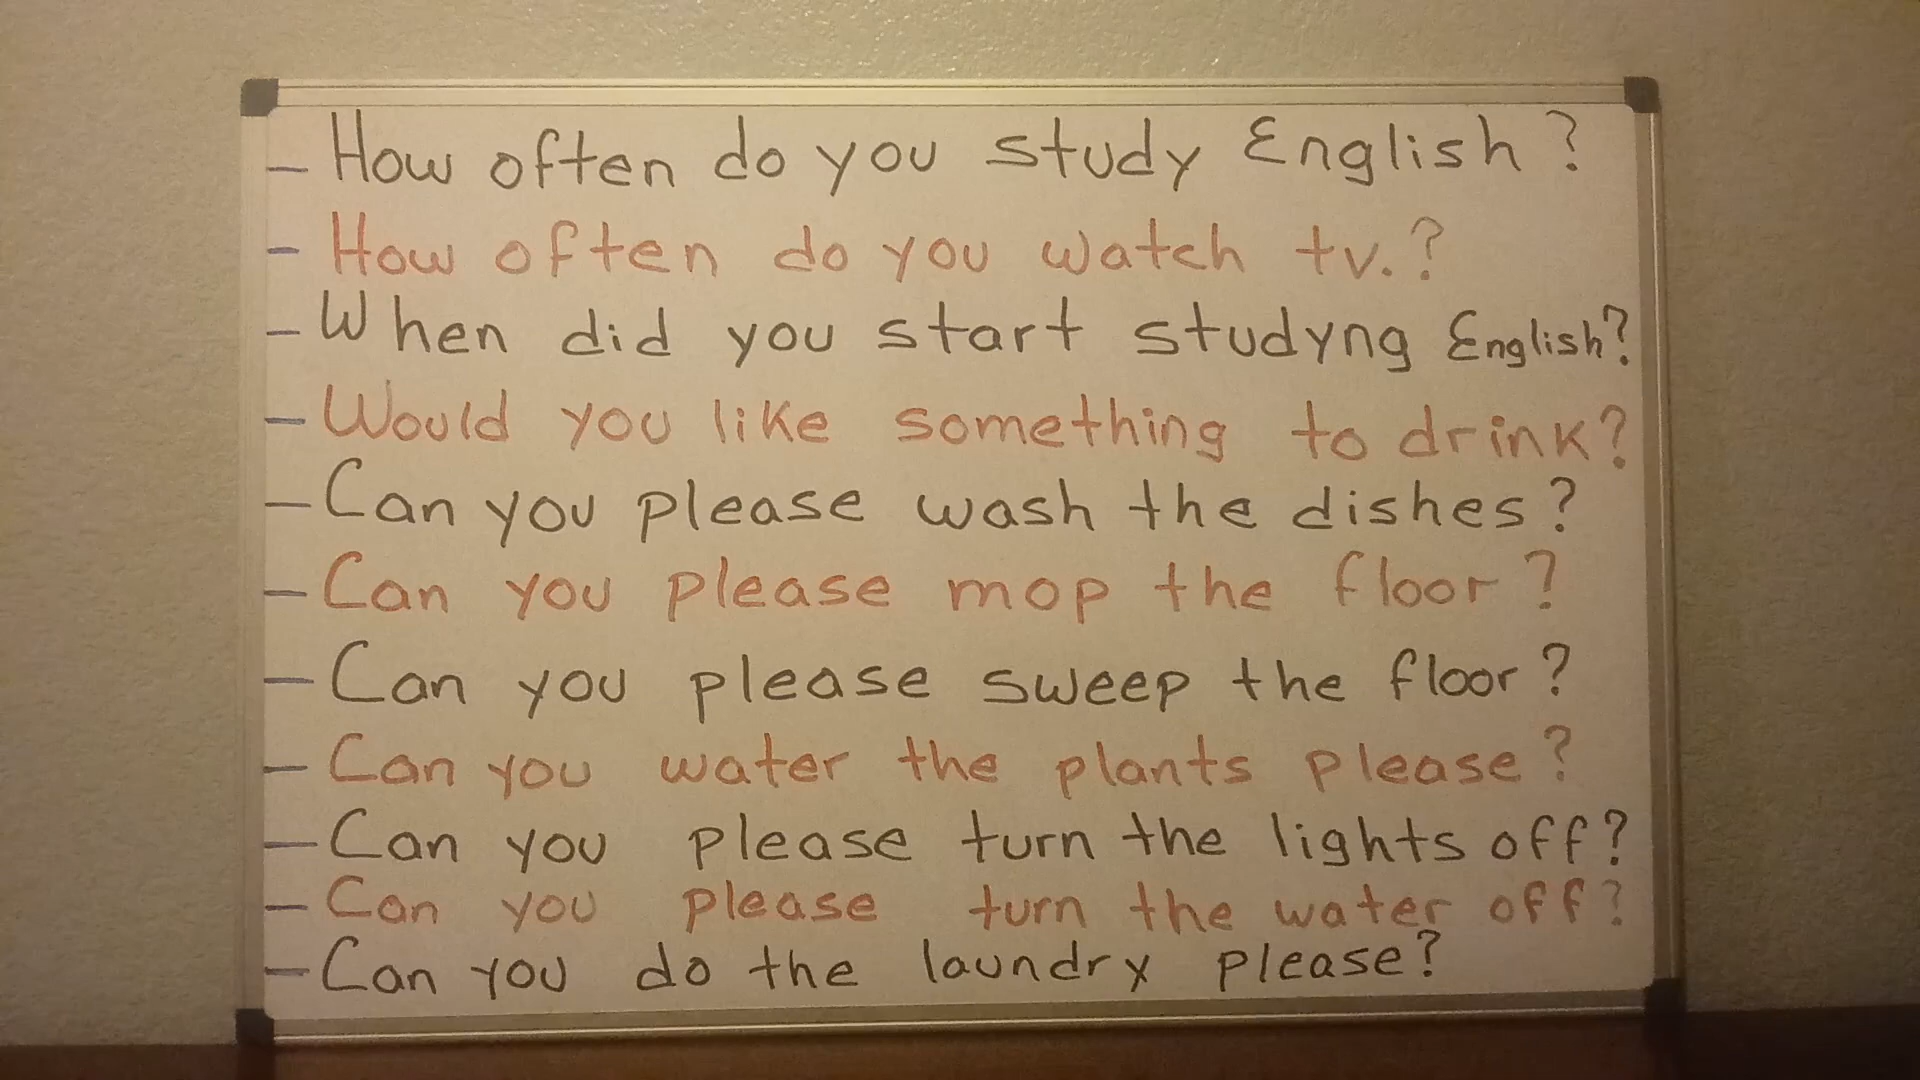 - How often do you study English?
- How often do you watch tv.?
- When did you start studyng English?
- Would you like something to drink?
- Can you please wash the dishes?
- Can you please mop the floor?
- Can you please sweep the floor?
- Can you water the plants please?
- Can you please turn the lights off?
- Can you please turn the water off?
- Can you do the laundry please?